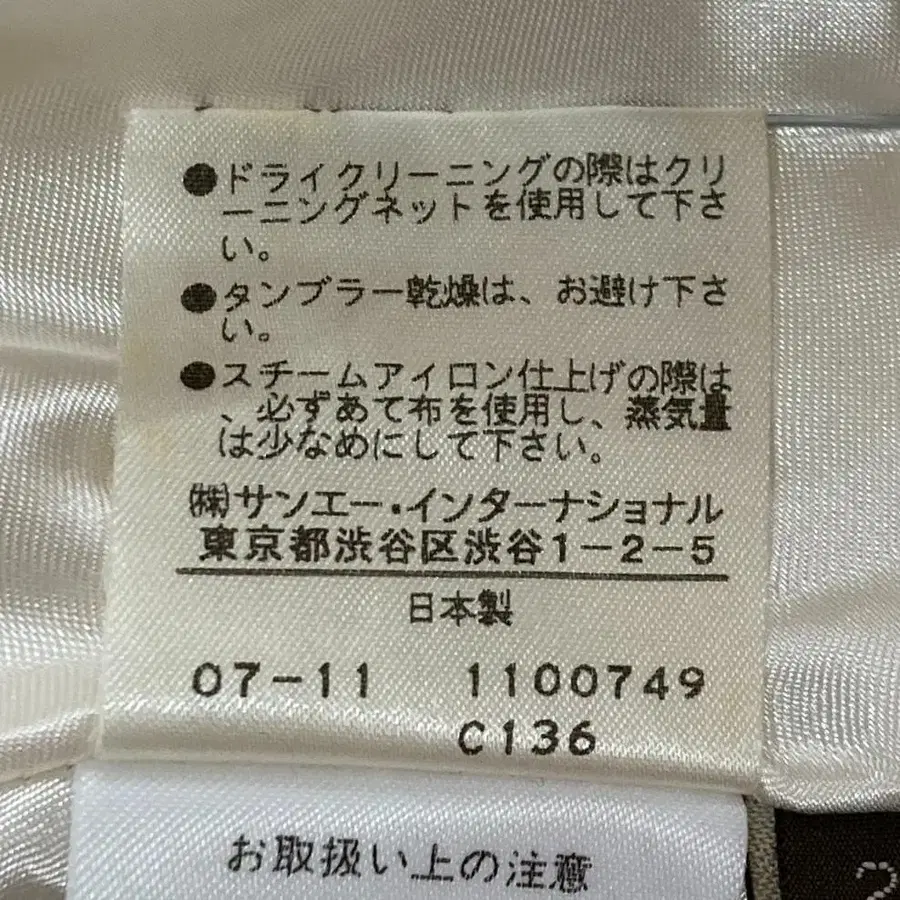 ●ドライクリーニングの際はクリ
ーニングネットを使用して下さ
い。
●タンブラー乾燥は、お避け下さ
い。
●スチームアイロン仕上げの際は
、必ずあて布を使用し、蒸気量
は少なめにして下さい。
㈱サンエー・インターナショナル
東京都渋谷区渋谷1-2-5
日本製
07-11 1100749
C136
お取扱い上の注意
2